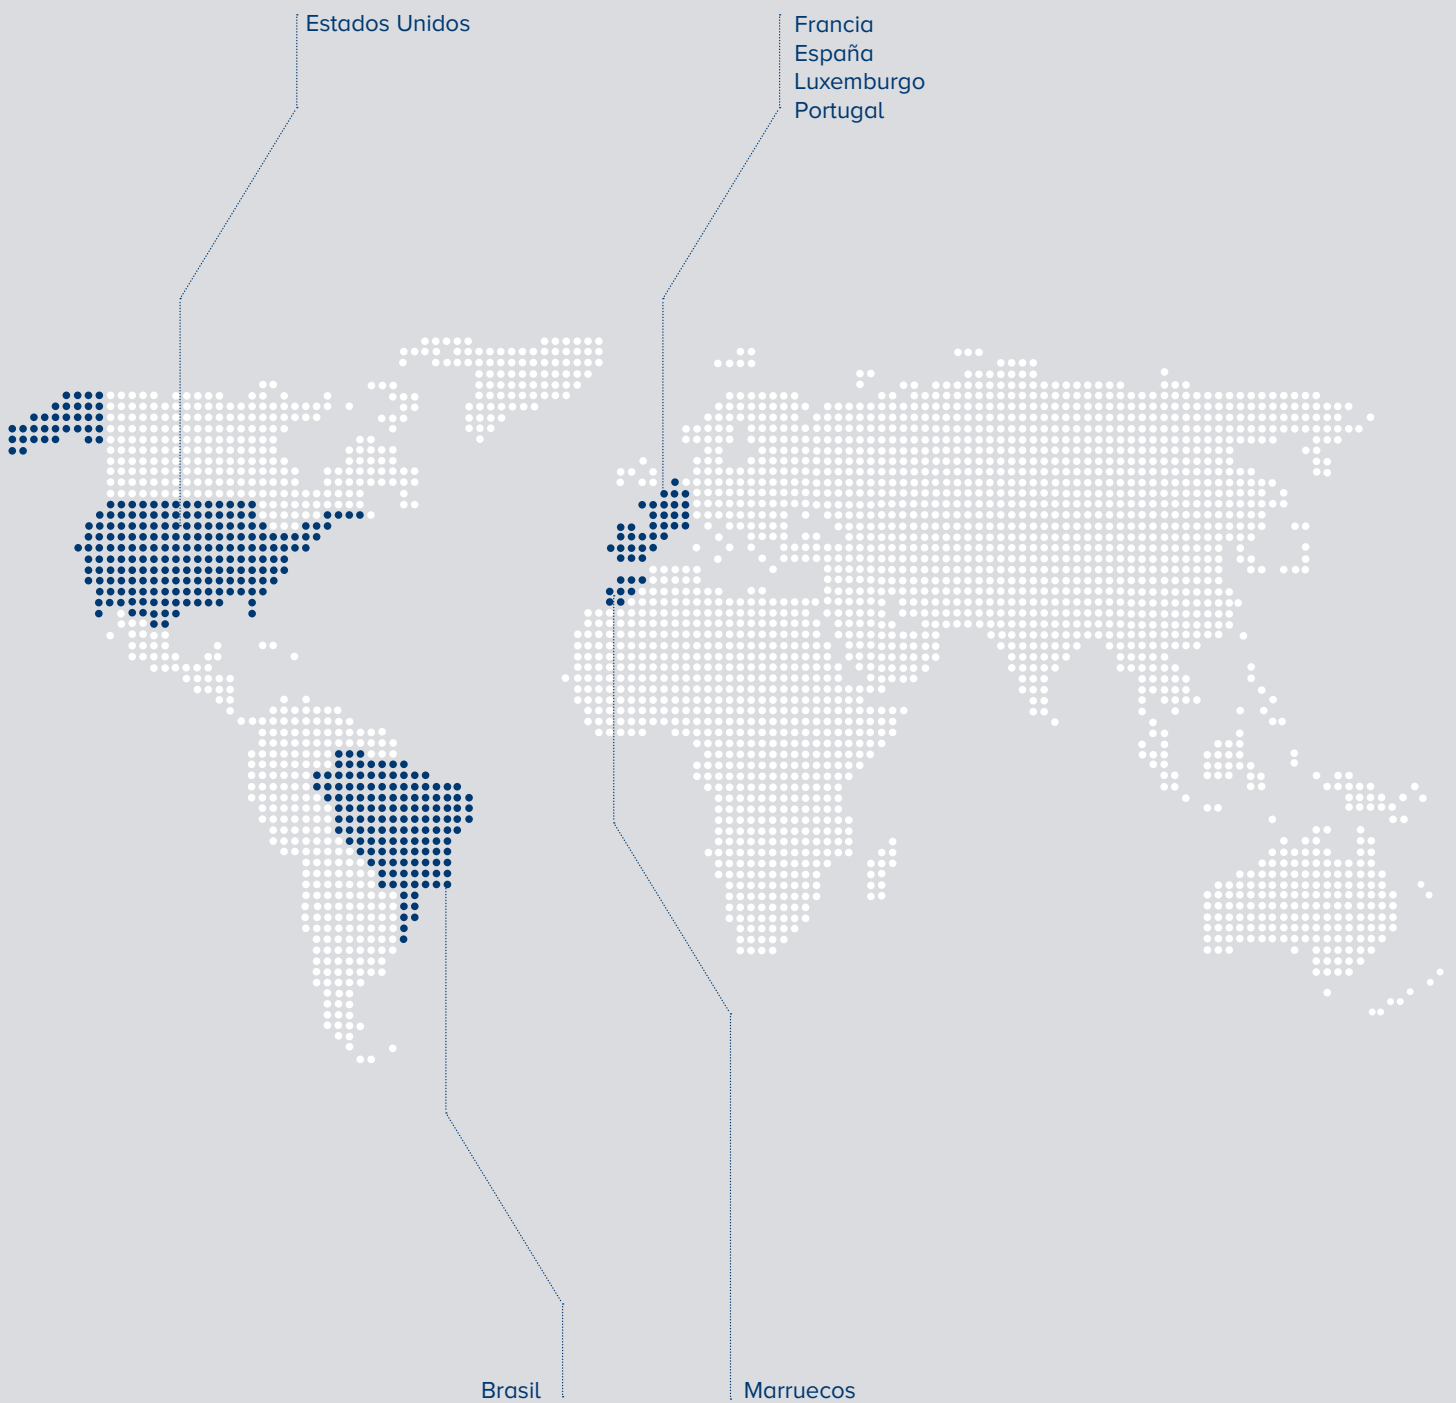 Estados Unidos
Francia
España
Luxemburgo
Portugal
Brasil
Marruecos